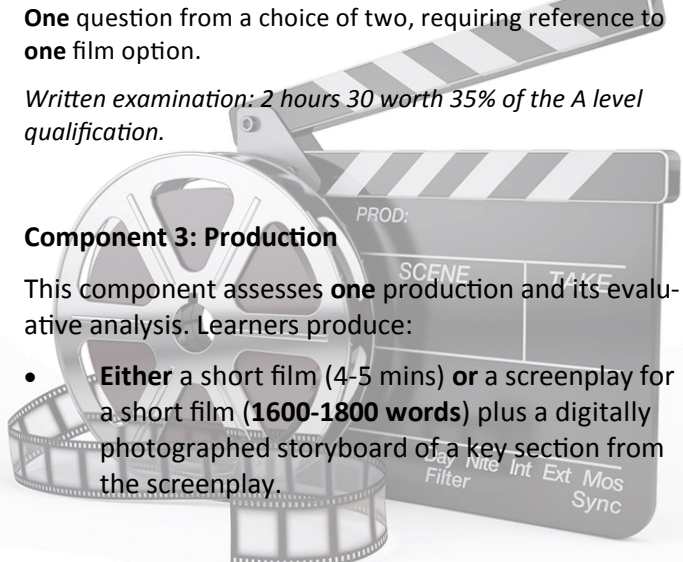 One question from a choice of two, requiring reference to
one film option.
Written examination: 2 hours 30 worth 35% of the A level
qualification.
PROD:
Component 3: Production
SCENE TAKE
This component assesses one production and its evalu-
ative analysis. Learners produce:
• Either a short film (4-5 mins) or a screenplay for
a short film (1600-1800 words) plus a digitally
photographed storyboard of a key section from
the screenplay.
Day Nite Int Ext Mos
Filter Sync